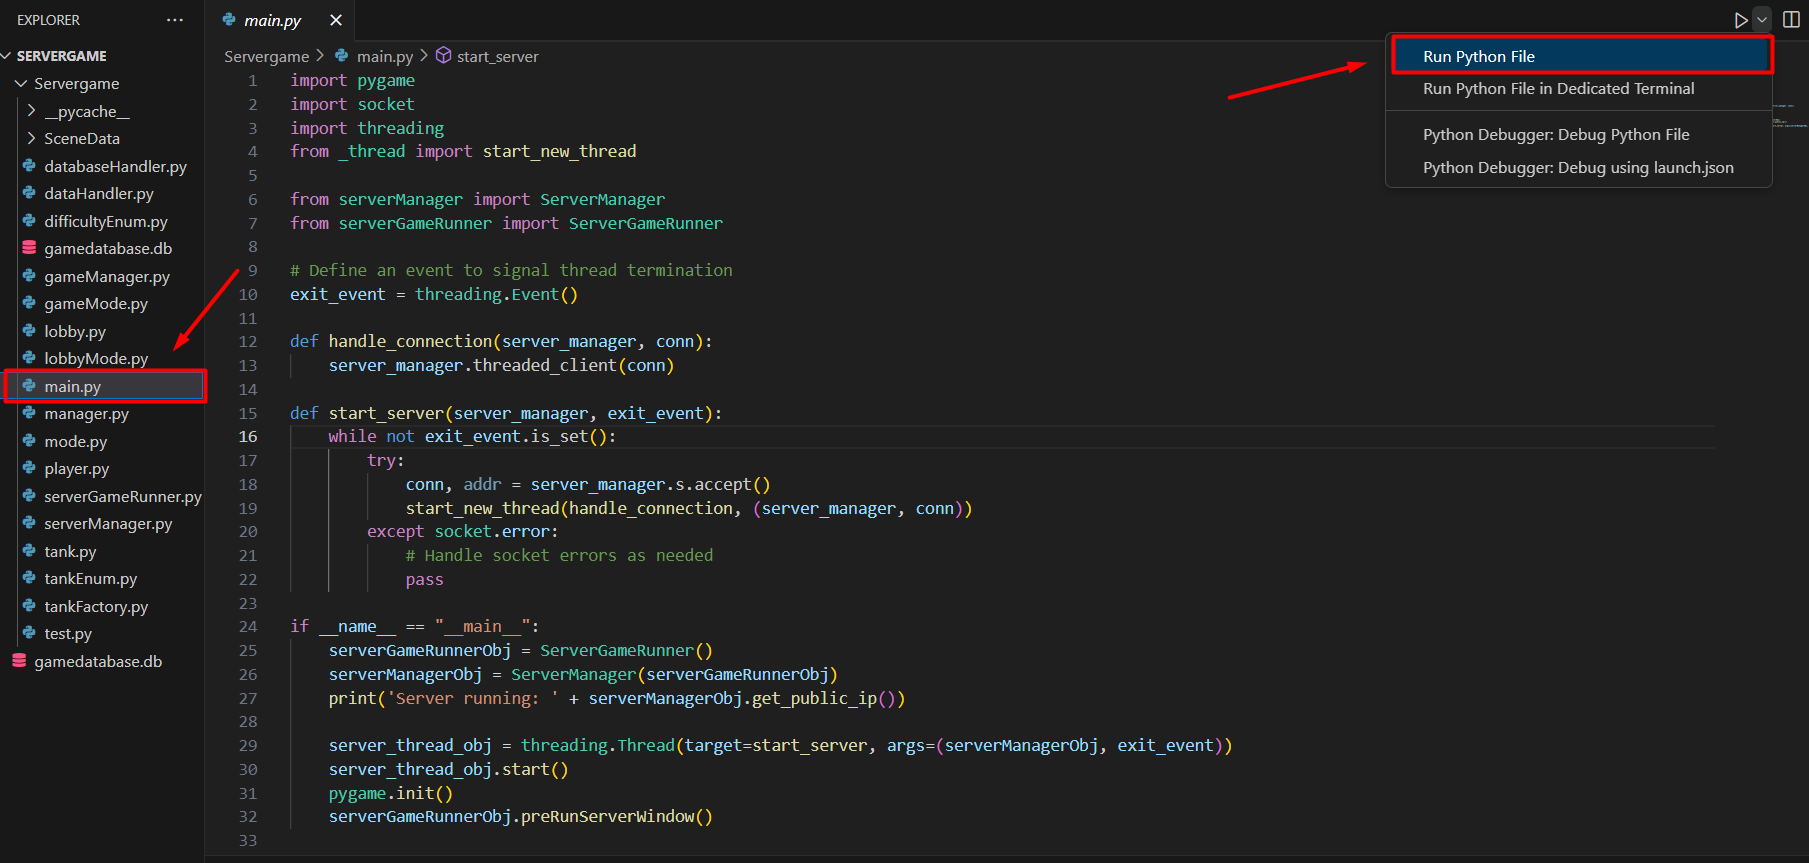 EXPLORER
SERVERGAME
Servergame
__pycache__
SceneData
databaseHandler.py
dataHandler.py
difficultyEnum.py
gamedatabase.db
gameManager.py
gameMode.py
lobby.py
lobbyMode.py
main.py
manager.py
mode.py
player.py
serverGameRunner.py
serverManager.py
tank.py
tankEnum.py
tankFactory.py
test.py
gamedatabase.db
main.py
Servergame > main.py > start_server
1 import pygame
2 import socket
3 import threading
4 from _thread import start_new_thread
5
6 from serverManager import ServerManager
7 from serverGameRunner import ServerGameRunner
8
9 # Define an event to signal thread termination
10 exit_event = threading.Event()
11
12 def handle_connection(server_manager, conn):
13     server_manager.threaded_client(conn)
14
15 def start_server(server_manager, exit_event):
16     while not exit_event.is_set():
17         try:
18             conn, addr = server_manager.s.accept()
19             start_new_thread(handle_connection, (server_manager, conn))
20         except socket.error:
21             # Handle socket errors as needed
22             pass
23
24 if __name__ == "__main__":
25     serverGameRunnerObj = ServerGameRunner()
26     serverManagerObj = ServerManager(serverGameRunnerObj)
27     print('Server running: ' + serverManagerObj.get_public_ip())
28
29     server_thread_obj = threading.Thread(target=start_server, args=(serverManagerObj, exit_event))
30     server_thread_obj.start()
31     pygame.init()
32     serverGameRunnerObj.preRunServerWindow()
33
Run Python File
Run Python File in Dedicated Terminal
Python Debugger: Debug Python File
Python Debugger: Debug using launch.json